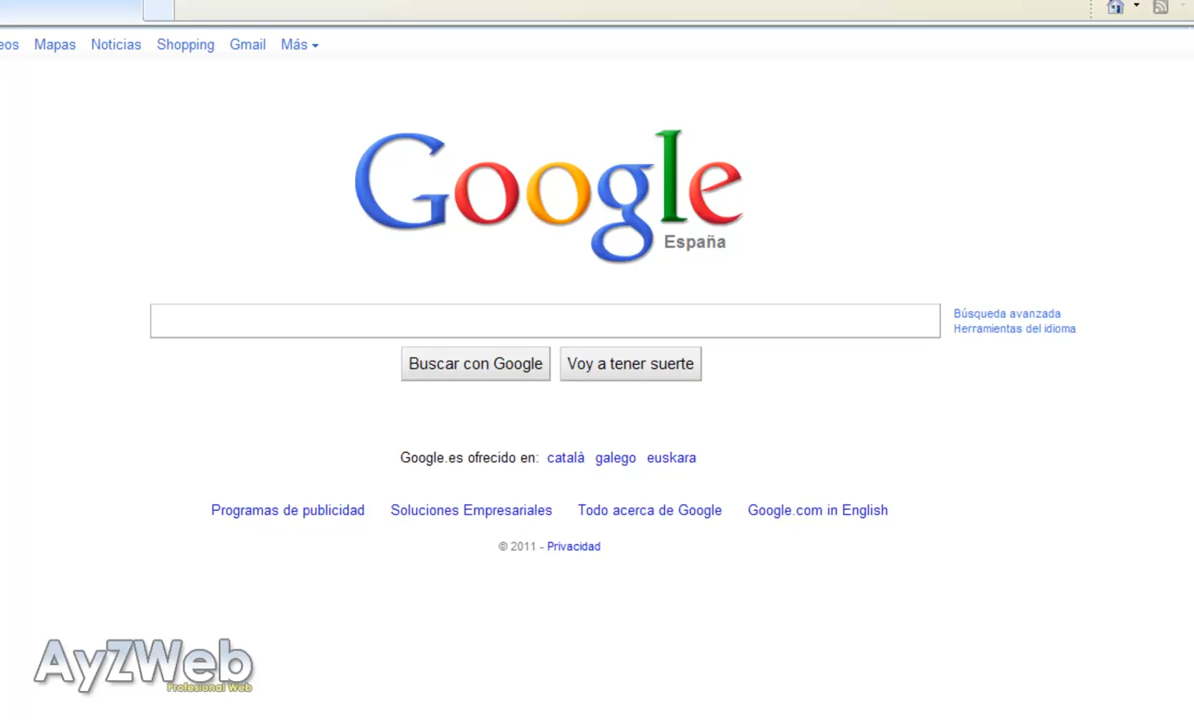 eos Mapas Noticias Shopping Gmail Más
Google
España
Búsqueda avanzada
Herramientas del idioma
Buscar con Google Voy a tener suerte
Google.es ofrecido en: català galego euskara
Programas de publicidad Soluciones Empresariales Todo acerca de Google Google.com in English
© 2011 - Privacidad
AyZWeb
Profesional Web